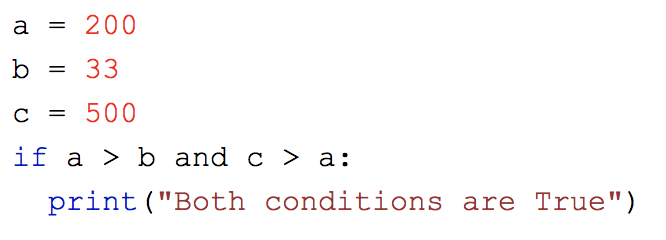 a = 200
b = 33
c = 500
if a > b and c > a:
  print("Both conditions are True")